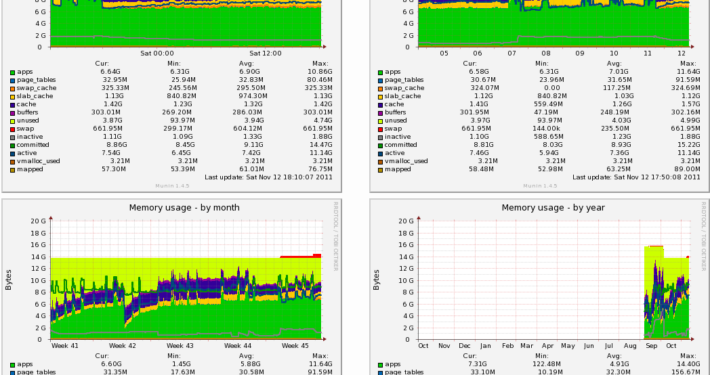 6 G
4 G
2 G
0
Sat 00:00 Sat 12:00
Cur: Min: Avg: Max:
apps 6.64G 6.31G 6.90G 10.86G
page_tables 32.95M 25.94M 32.83M 80.46M
swap_cache 325.33M 245.56M 295.50M 325.33M
slab_cache 1.13G 840.82M 974.30M 1.13G
cache 1.42G 1.23G 1.32G 1.42G
buffers 303.01M 269.20M 286.03M 303.01M
unused 3.87G 93.97M 3.94G 4.74G
swap 661.95M 299.17M 604.12M 661.95M
inactive 1.11G 1.09G 1.33G 1.88G
committed 8.86G 8.45G 9.11G 14.47G
active 7.54G 6.45G 7.42G 11.14G
vmalloc_used 3.21M 3.21M 3.21M 3.21M
mapped 57.30M 53.39M 61.01M 76.75M
Last update: Sat Nov 12 18:10:07 2011
Munin 1.4.5
6 G
4 G
2 G
0
05 06 07 08 09 10 11 12
Cur: Min: Avg: Max:
apps 6.58G 6.31G 7.01G 11.64G
page_tables 30.67M 23.96M 31.35M 91.59M
swap_cache 324.07M 0.00 117.25M 324.69M
slab_cache 1.12G 840.82M 1.03G 1.12G
cache 1.41G 559.49M 1.26G 1.57G
buffers 301.95M 47.19M 248.19M 302.16M
unused 3.97G 93.97M 4.03G 4.99G
swap 661.95M 144.00k 235.50M 661.95M
inactive 1.10G 588.65M 1.23G 1.88G
committed 8.81G 8.03G 8.93G 15.22G
active 7.46G 5.94G 7.36G 11.14G
vmalloc_used 3.21M 3.21M 3.21M 3.21M
mapped 58.48M 52.98M 63.25M 89.00M
Last update: Sat Nov 12 17:50:08 2011
Munin 1.4.5
Memory usage - by month
RRDTOOL / TOBI OETIKER
Bytes
20 G
18 G
16 G
14 G
12 G
10 G
8 G
6 G
4 G
2 G
0
Week 41 Week 42 Week 43 Week 44 Week 45
Cur: Min: Avg: Max:
apps 6.60G 1.45G 5.88G 11.64G
page_tables 31.35M 17.63M 30.58M 91.59M
Memory usage - by year
RRDTOOL / TOBI OETIKER
Bytes
20 G
18 G
16 G
14 G
12 G
10 G
8 G
6 G
4 G
2 G
0
Oct Nov Dec Jan Feb Mar Apr May Jun Jul Aug Sep Oct
Cur: Min: Avg: Max:
apps 7.31G 122.48M 4.91G 14.40G
page_tables 33.10M 10.19M 32.30M 156.67M